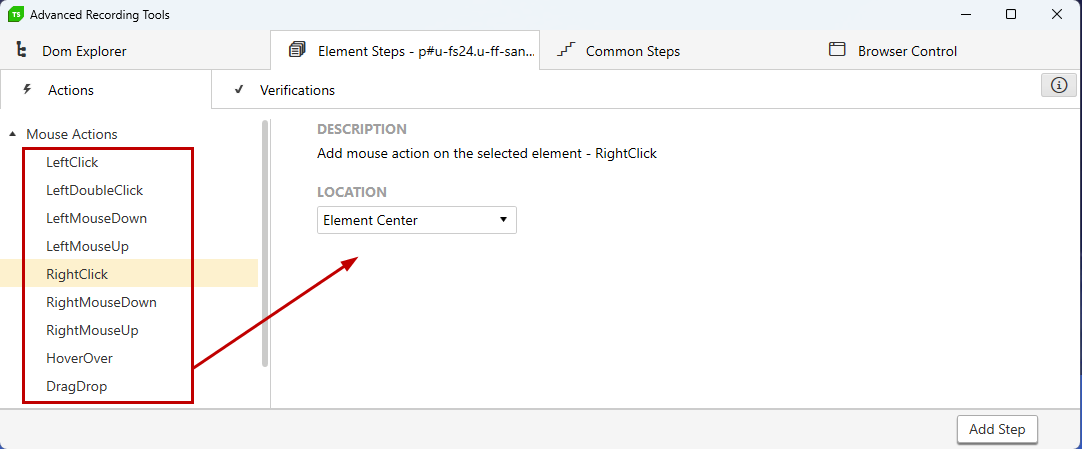 TS Advanced Recording Tools
Dom Explorer
Element Steps - p#u-fs24.u-ff-san...
Common Steps
Browser Control
Actions
Verifications
Mouse Actions
LeftClick
LeftDoubleClick
LeftMouseDown
LeftMouseUp
RightClick
RightMouseDown
RightMouseUp
HoverOver
DragDrop
DESCRIPTION
Add mouse action on the selected element - RightClick
LOCATION
Element Center
Add Step